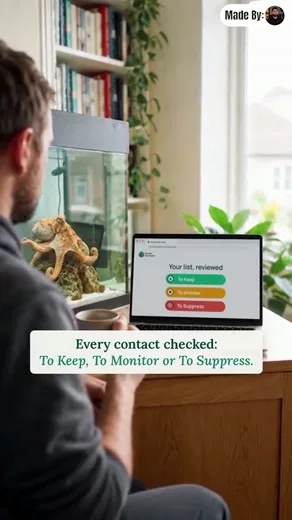 Made By:
Your list, reviewed
To Keep
To Monitor
To Suppress
Every contact checked:
To Keep, To Monitor or To Suppress.